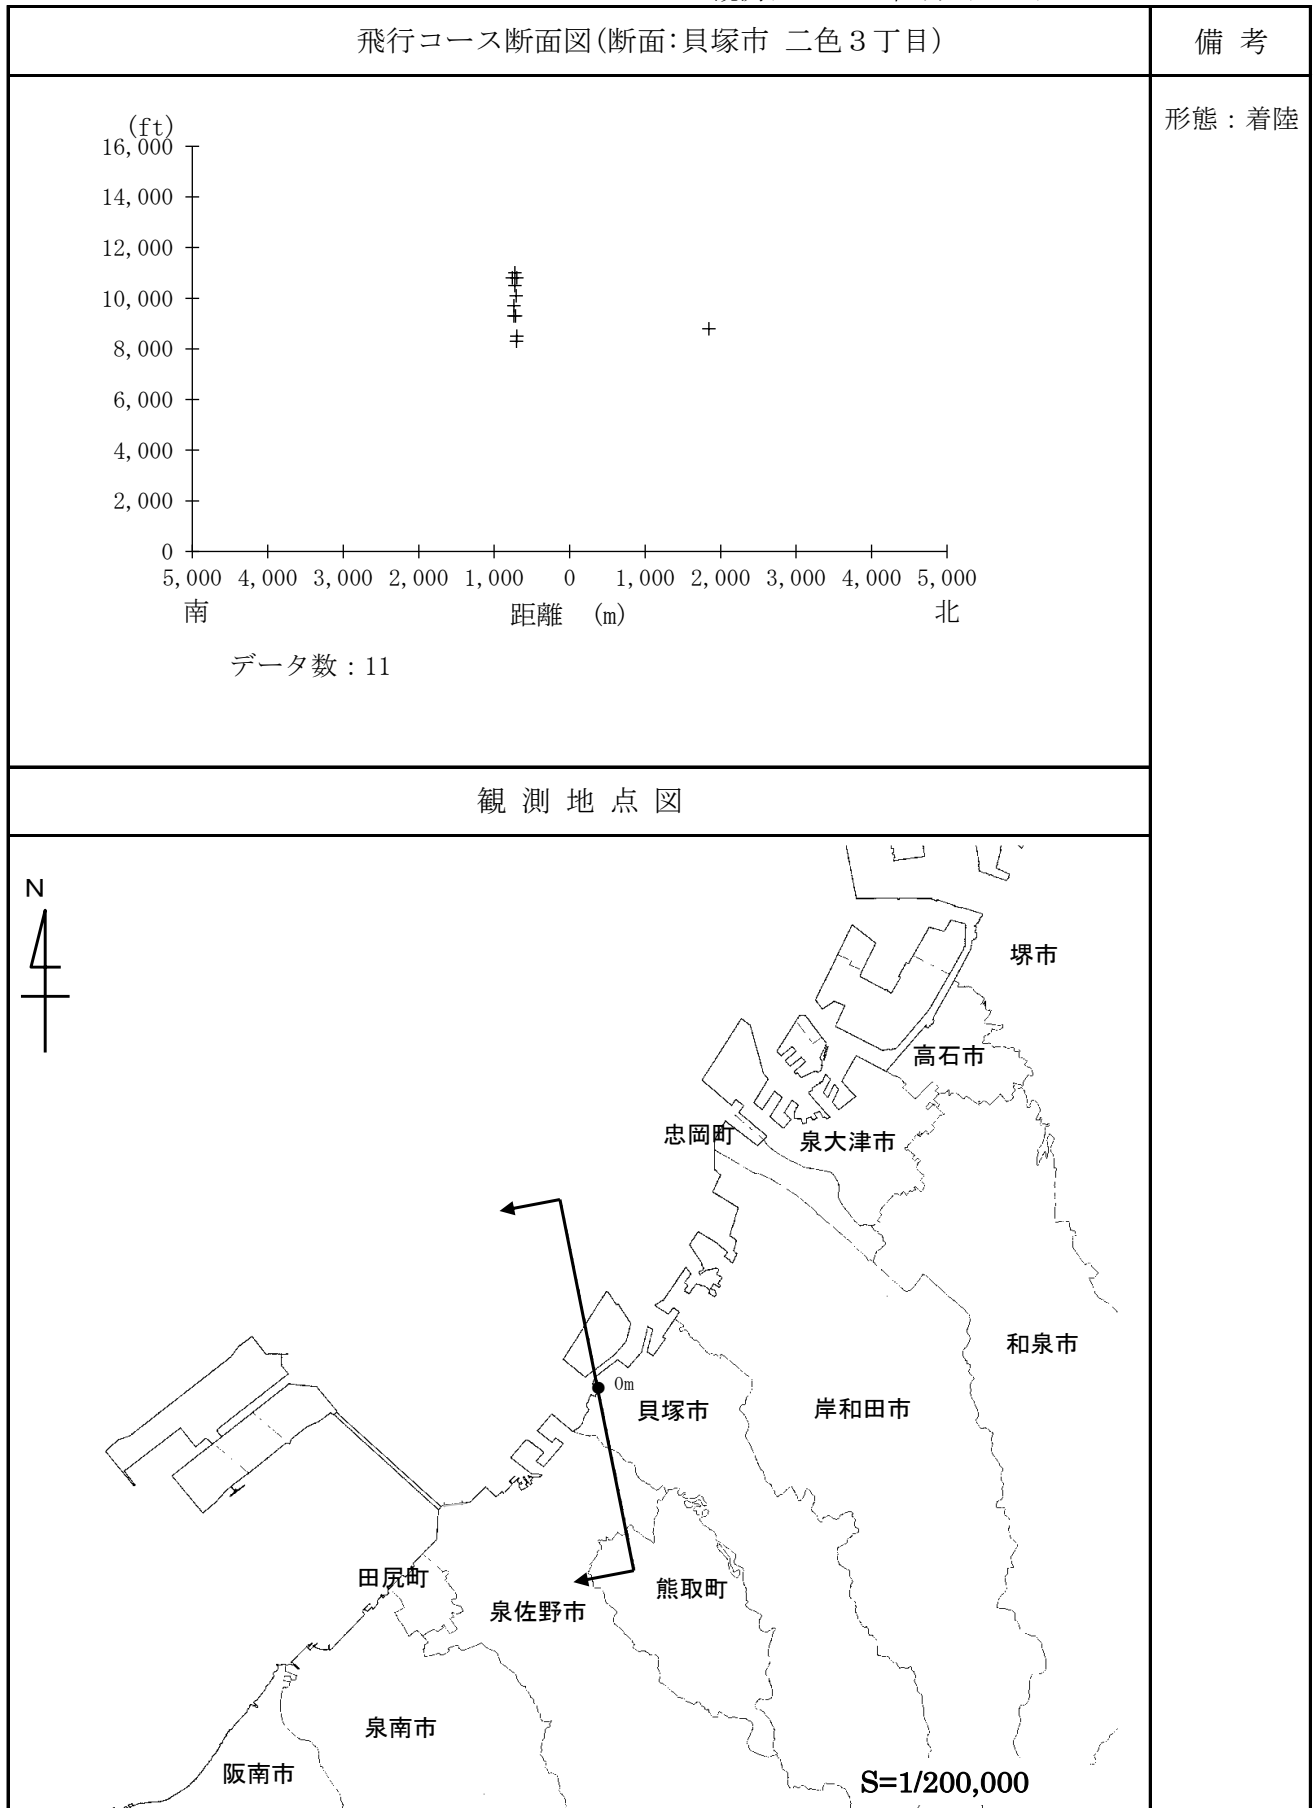 飛行コース断面図(断面:貝塚市 二色３丁目)
備 考
形態：着陸
(ft)
16,000
14,000
12,000
10,000
8,000
6,000
4,000
2,000
0
5,000 4,000 3,000 2,000 1,000 0 1,000 2,000 3,000 4,000 5,000
南 距離 (m) 北
データ数：11
観 測 地 点 図
N
堺市
高石市
忠岡町
泉大津市
和泉市
0m
貝塚市
岸和田市
田尻町
熊取町
泉佐野市
泉南市
阪南市
S=1/200,000